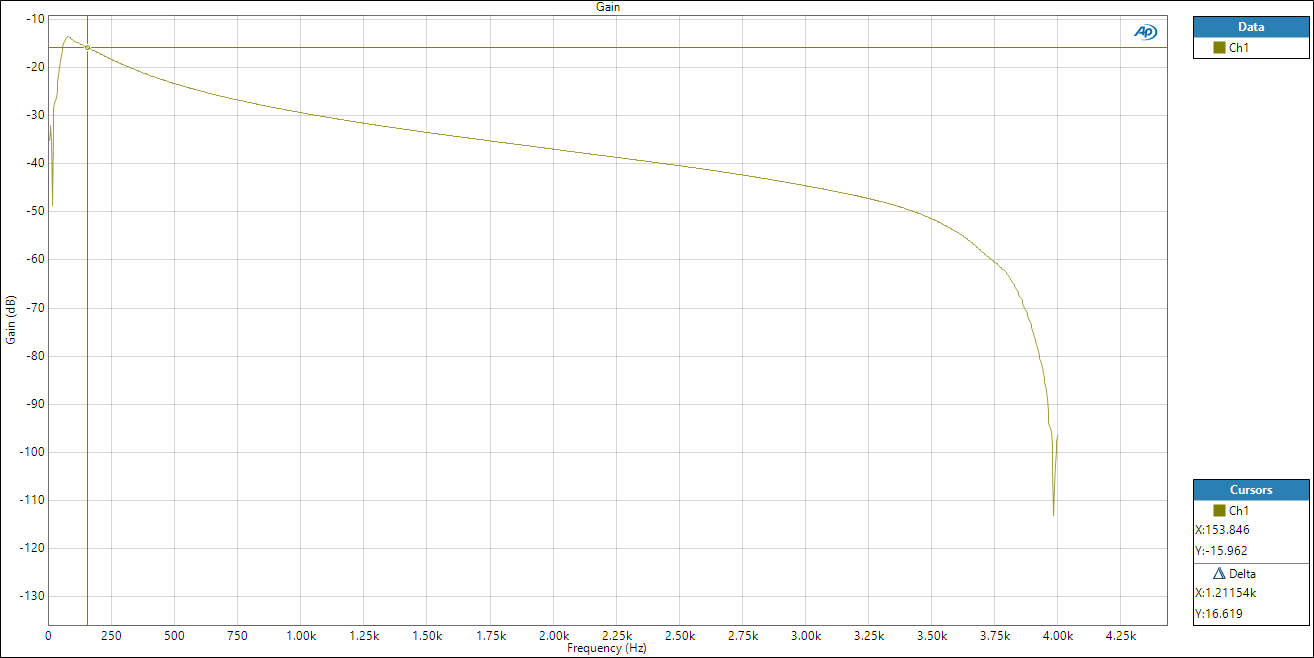 Gain
AP
Data
Ch1
-10
-20
-30
-40
-50
-60
-70
-80
-90
-100
-110
-120
-130
Gain (dB)
0 250 500 750 1.00k 1.25k 1.50k 1.75k 2.00k 2.25k 2.50k 2.75k 3.00k 3.25k 3.50k 3.75k 4.00k 4.25k
Frequency (Hz)
Cursors
Ch1
X:153.846
Y:-15.962
Delta
X:1.21154k
Y:16.619